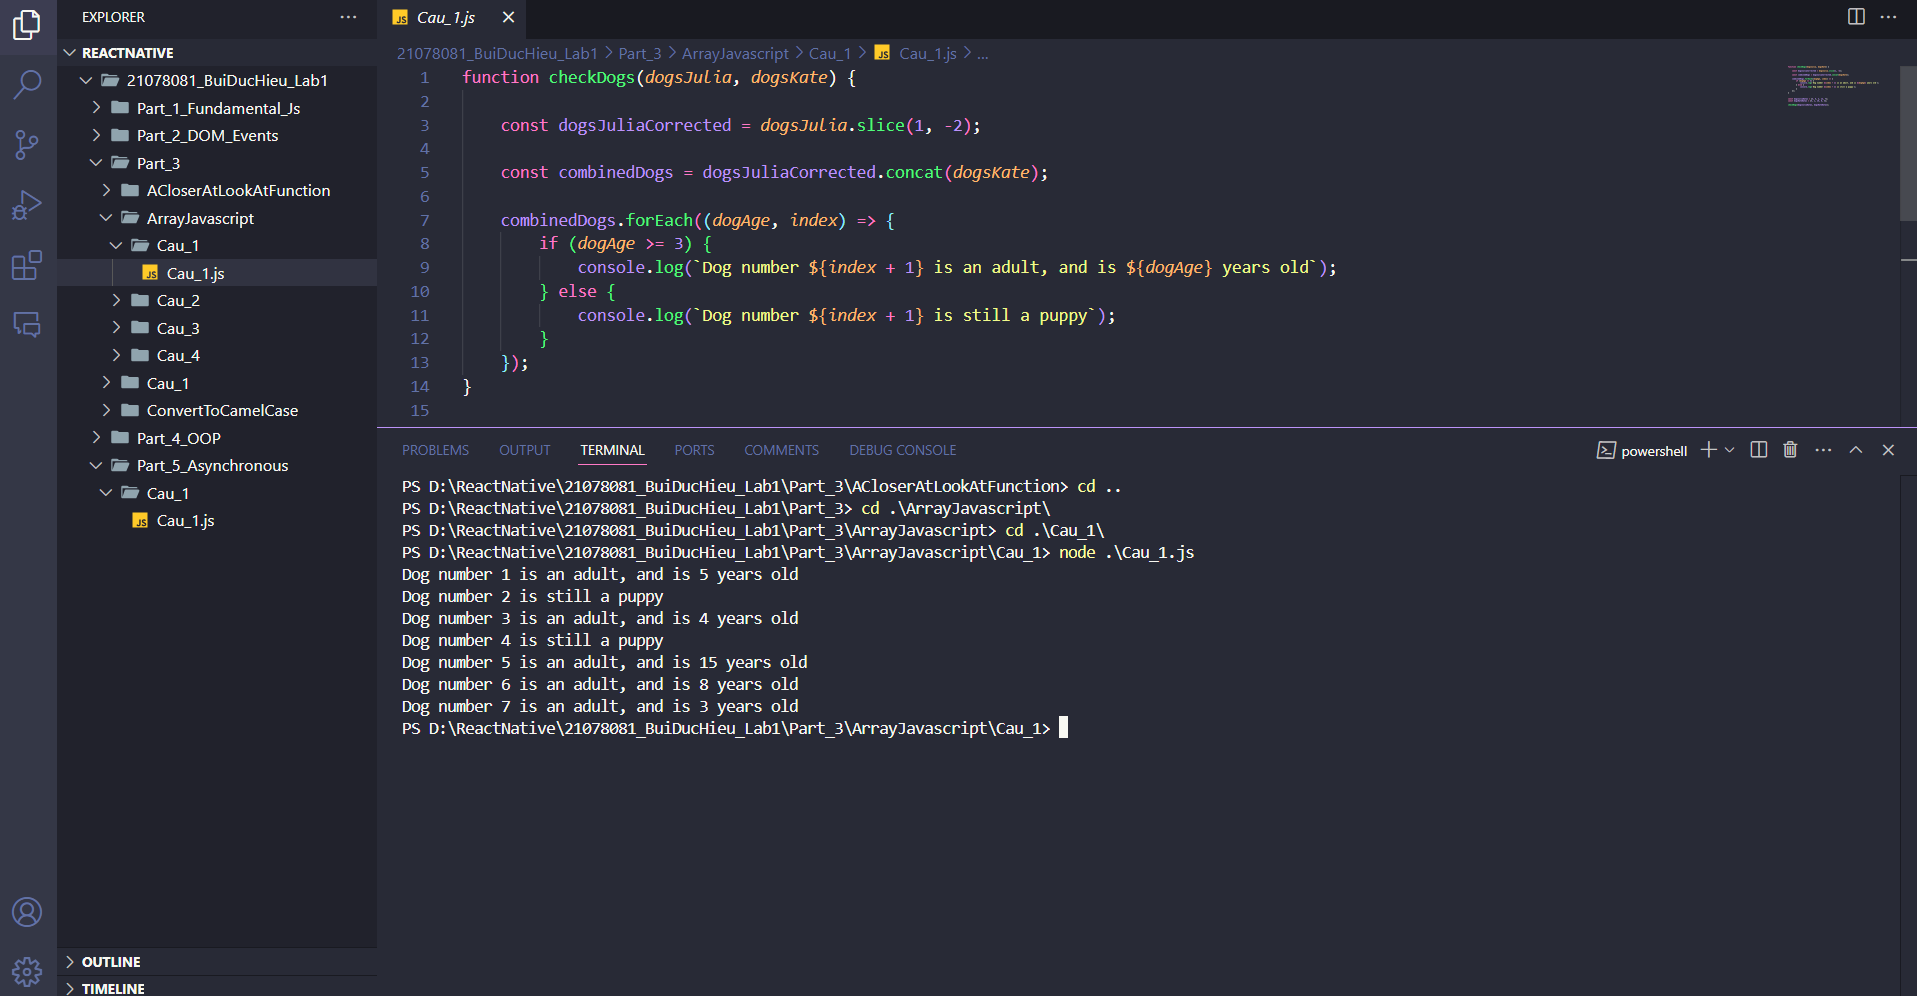 EXPLORER
REACTNATIVE
21078081_BuiDucHieu_Lab1
Part_1_Fundamental_Js
Part_2_DOM_Events
Part_3
ACloserAtLookAtFunction
ArrayJavascript
Cau_1
JS Cau_1.js
Cau_2
Cau_3
Cau_4
Cau_1
ConvertToCamelCase
Part_4_OOP
Part_5_Asynchronous
Cau_1
JS Cau_1.js
OUTLINE
TIMELINE
JS Cau_1.js
21078081_BuiDucHieu_Lab1 > Part_3 > ArrayJavascript > Cau_1 > JS Cau_1.js > ...
1 function checkDogs(dogsJulia, dogsKate) {
2
3 const dogsJuliaCorrected = dogsJulia.slice(1, -2);
4
5 const combinedDogs = dogsJuliaCorrected.concat(dogsKate);
6
7 combinedDogs.forEach((dogAge, index) => {
8 if (dogAge >= 3) {
9 console.log(`Dog number ${index + 1} is an adult, and is ${dogAge} years old`);
10 } else {
11 console.log(`Dog number ${index + 1} is still a puppy`);
12 }
13 });
14 }
15
PROBLEMS OUTPUT TERMINAL PORTS COMMENTS DEBUG CONSOLE
powershell
PS D:\ReactNative\21078081_BuiDucHieu_Lab1\Part_3\ACloserAtLookAtFunction> cd ..
PS D:\ReactNative\21078081_BuiDucHieu_Lab1\Part_3> cd .\ArrayJavascript\
PS D:\ReactNative\21078081_BuiDucHieu_Lab1\Part_3\ArrayJavascript> cd .\Cau_1\
PS D:\ReactNative\21078081_BuiDucHieu_Lab1\Part_3\ArrayJavascript\Cau_1> node .\Cau_1.js
Dog number 1 is an adult, and is 5 years old
Dog number 2 is still a puppy
Dog number 3 is an adult, and is 4 years old
Dog number 4 is still a puppy
Dog number 5 is an adult, and is 15 years old
Dog number 6 is an adult, and is 8 years old
Dog number 7 is an adult, and is 3 years old
PS D:\ReactNative\21078081_BuiDucHieu_Lab1\Part_3\ArrayJavascript\Cau_1>